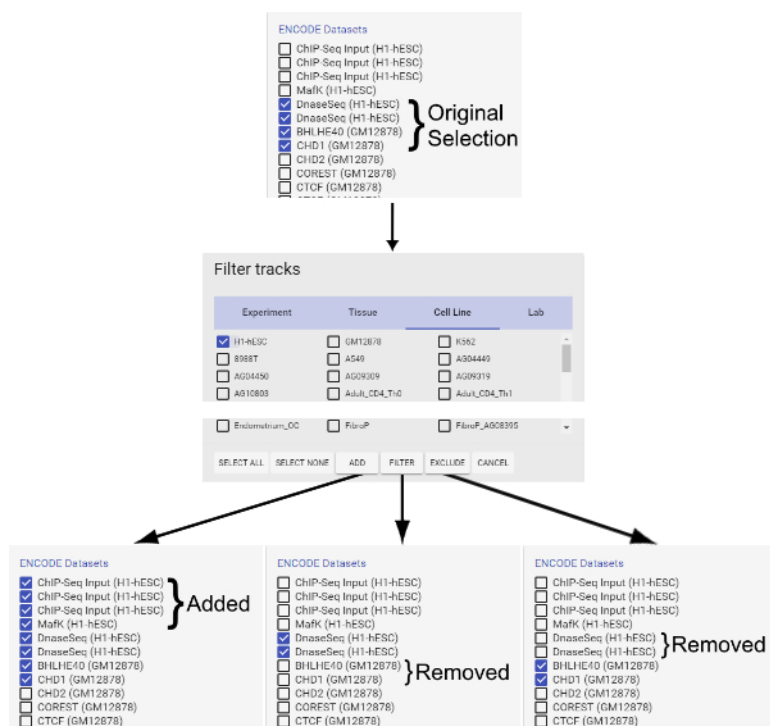 ENCODE Datasets
ChIP-Seq Input (H1-hESC)
ChIP-Seq Input (H1-hESC)
ChIP-Seq Input (H1-hESC)
MafK (H1-hESC)
DnaseSeq (H1-hESC)
DnaseSeq (H1-hESC)
BHLHE40 (GM12878)
CHD1 (GM12878)
CHD2 (GM12878)
COREST (GM12878)
CTCF (GM12878)
Original
Selection
Filter tracks
Experiment Tissue Cell Line Lab
H1-hESC GM12878 K562
8988T A549 AG04449
AG04450 AG09309 AG09319
AG10803 Adult_CD4_Th0 Adult_CD4_Th1
Endometrium_OC FibroP FibroP_AG08395
SELECT ALL SELECT NONE ADD FILTER EXCLUDE CANCEL
ENCODE Datasets
ChIP-Seq Input (H1-hESC)
ChIP-Seq Input (H1-hESC)
ChIP-Seq Input (H1-hESC)
MafK (H1-hESC)
DnaseSeq (H1-hESC)
DnaseSeq (H1-hESC)
BHLHE40 (GM12878)
CHD1 (GM12878)
CHD2 (GM12878)
COREST (GM12878)
CTCF (GM12878)
Added
ENCODE Datasets
ChIP-Seq Input (H1-hESC)
ChIP-Seq Input (H1-hESC)
ChIP-Seq Input (H1-hESC)
MafK (H1-hESC)
DnaseSeq (H1-hESC)
DnaseSeq (H1-hESC)
BHLHE40 (GM12878)
CHD1 (GM12878)
CHD2 (GM12878)
COREST (GM12878)
CTCF (GM12878)
Removed
ENCODE Datasets
ChIP-Seq Input (H1-hESC)
ChIP-Seq Input (H1-hESC)
ChIP-Seq Input (H1-hESC)
MafK (H1-hESC)
DnaseSeq (H1-hESC)
DnaseSeq (H1-hESC)
BHLHE40 (GM12878)
CHD1 (GM12878)
CHD2 (GM12878)
COREST (GM12878)
CTCF (GM12878)
Removed